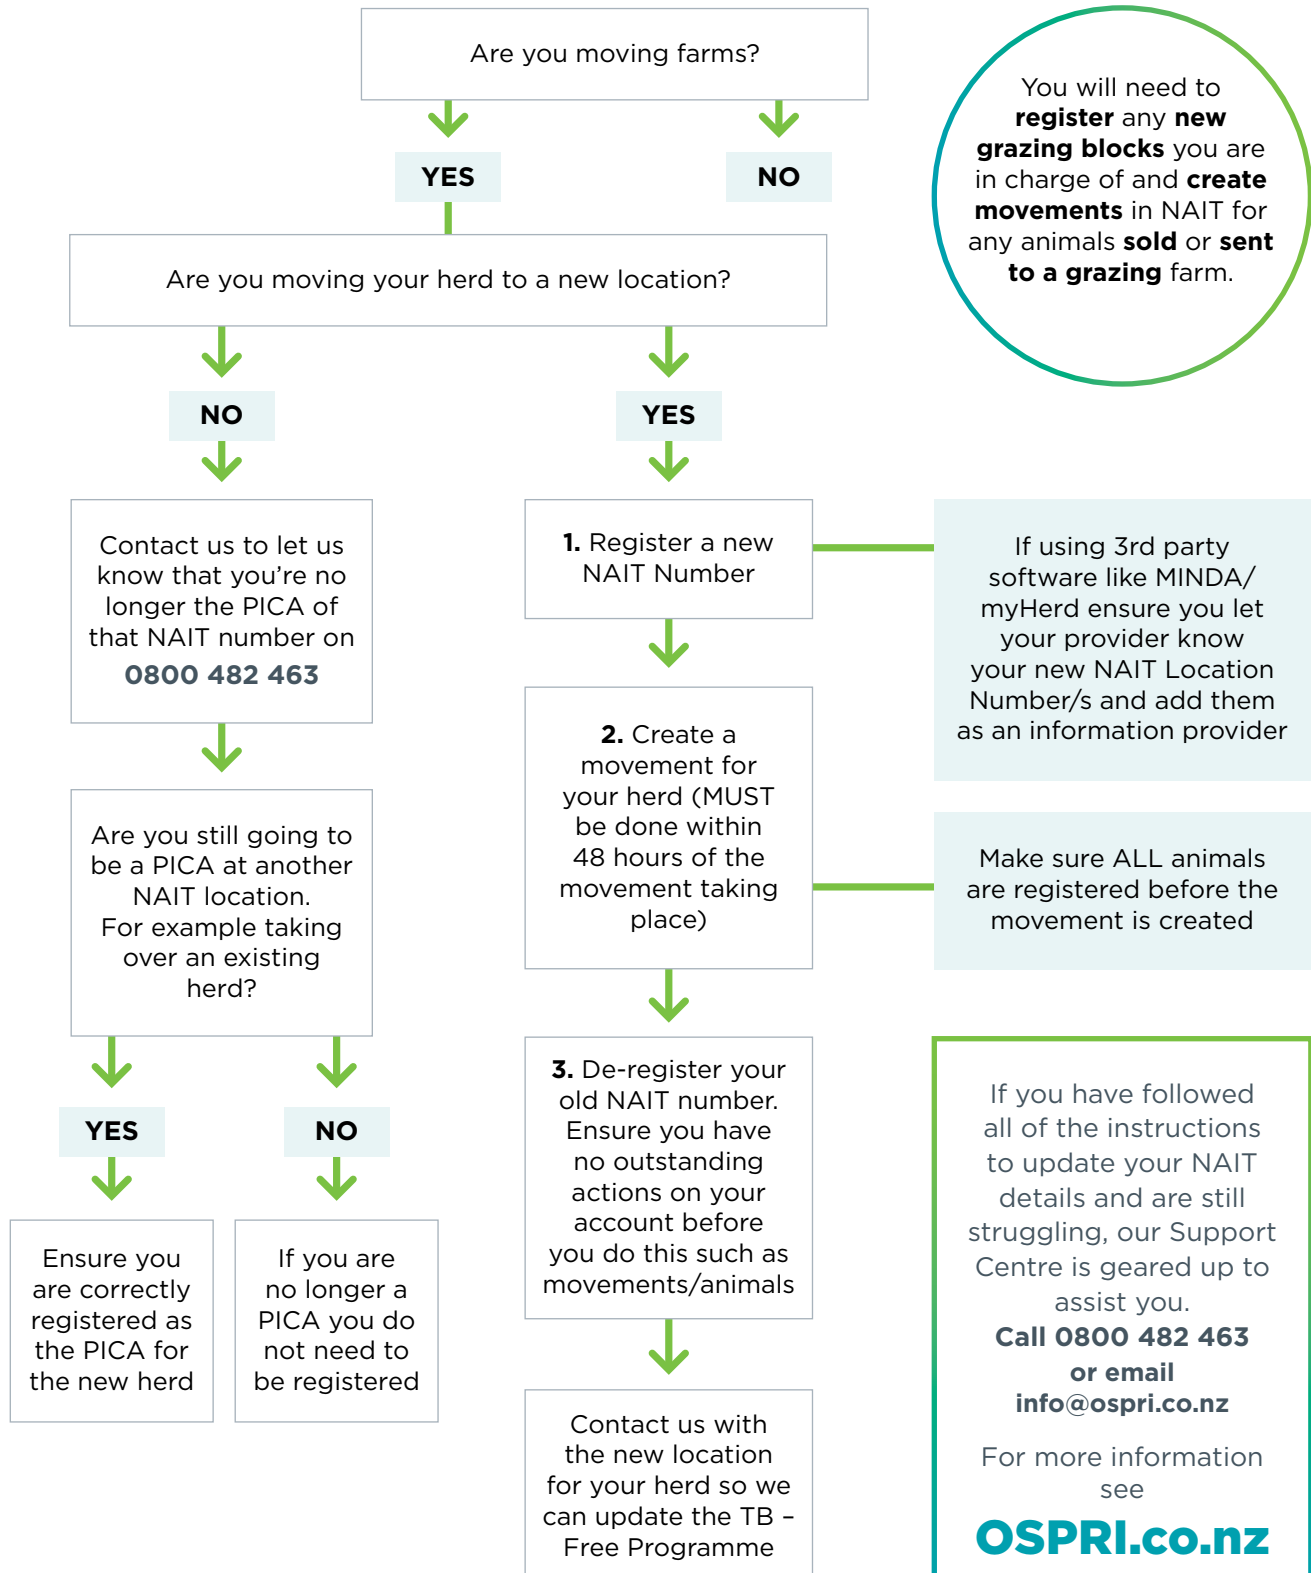 Are you moving farms?
YES
NO
You will need to
register any new
grazing blocks you are
in charge of and create
movements in NAIT for
any animals sold or sent
to a grazing farm.
Are you moving your herd to a new location?
NO
YES
Contact us to let us
know that you’re no
longer the PICA of
that NAIT number on
0800 482 463
Are you still going to
be a PICA at another
NAIT location.
For example taking
over an existing
herd?
YES
NO
Ensure you
are correctly
registered as
the PICA for
the new herd
If you are
no longer a
PICA you do
not need to
be registered
1. Register a new
NAIT Number
If using 3rd party
software like MINDA/
myHerd ensure you let
your provider know
your new NAIT Location
Number/s and add them
as an information provider
2. Create a
movement for
your herd (MUST
be done within
48 hours of the
movement taking
place)
Make sure ALL animals
are registered before the
movement is created
3. De-register your
old NAIT number.
Ensure you have
no outstanding
actions on your
account before
you do this such as
movements/animals
Contact us with
the new location
for your herd so we
can update the TB –
Free Programme
If you have followed
all of the instructions
to update your NAIT
details and are still
struggling, our Support
Centre is geared up to
assist you.
Call 0800 482 463
or email
info@ospri.co.nz
For more information
see
OSPRI.co.nz